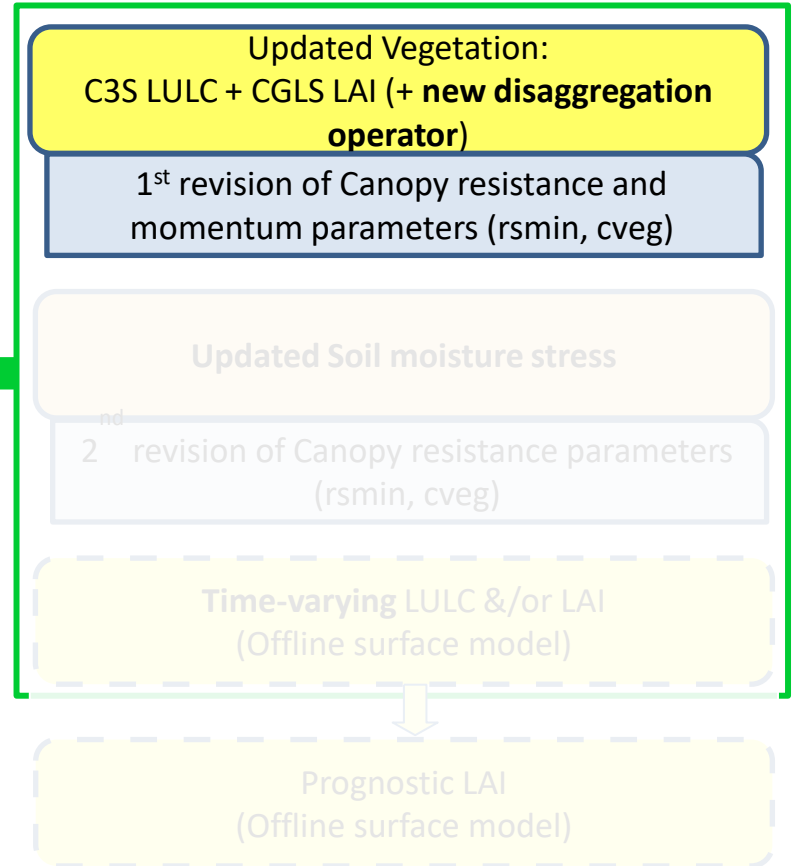 Updated Vegetation:
C3S LULC + CGLS LAI (+ new disaggregation
operator)
1st revision of Canopy resistance and
momentum parameters (rsmin, cveg)
Updated Soil moisture stress
2nd revision of Canopy resistance parameters
(rsmin, cveg)
Time-varying LULC &/or LAI
(Offline surface model)
Prognostic LAI
(Offline surface model)